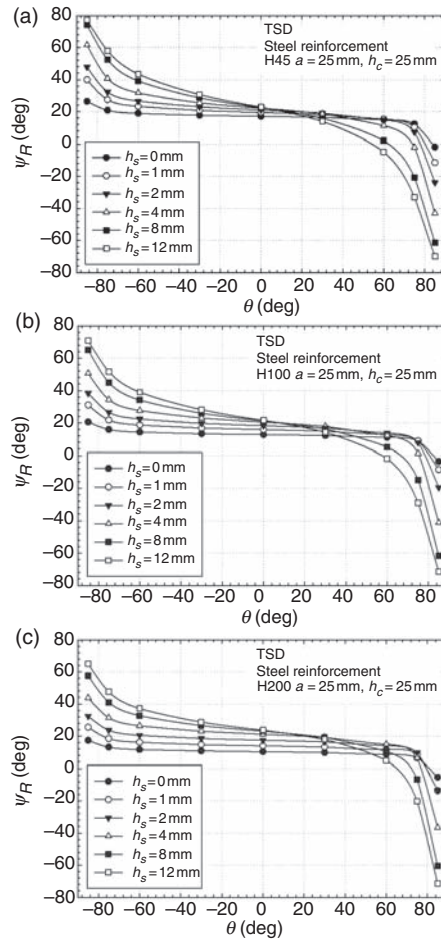 (a)
80
60
40
20
0
−20
−40
−60
−80
ψR (deg)
TSD
Steel reinforcement
H45 a = 25 mm, hc = 25 mm
hs = 0 mm
hs = 1 mm
hs = 2 mm
hs = 4 mm
hs = 8 mm
hs = 12 mm
−80 −60 −40 −20 0 20 40 60 80
θ (deg)
(b)
80
60
40
20
0
−20
−40
−60
−80
ψR (deg)
TSD
Steel reinforcement
H100 a = 25 mm, hc = 25 mm
hs = 0 mm
hs = 1 mm
hs = 2 mm
hs = 4 mm
hs = 8 mm
hs = 12 mm
−80 −60 −40 −20 0 20 40 60 80
θ (deg)
(c)
80
60
40
20
0
−20
−40
−60
−80
ψR (deg)
TSD
Steel reinforcement
H200 a = 25 mm, hc = 25 mm
hs = 0 mm
hs = 1 mm
hs = 2 mm
hs = 4 mm
hs = 8 mm
hs = 12 mm
−80 −60 −40 −20 0 20 40 60 80
θ (deg)